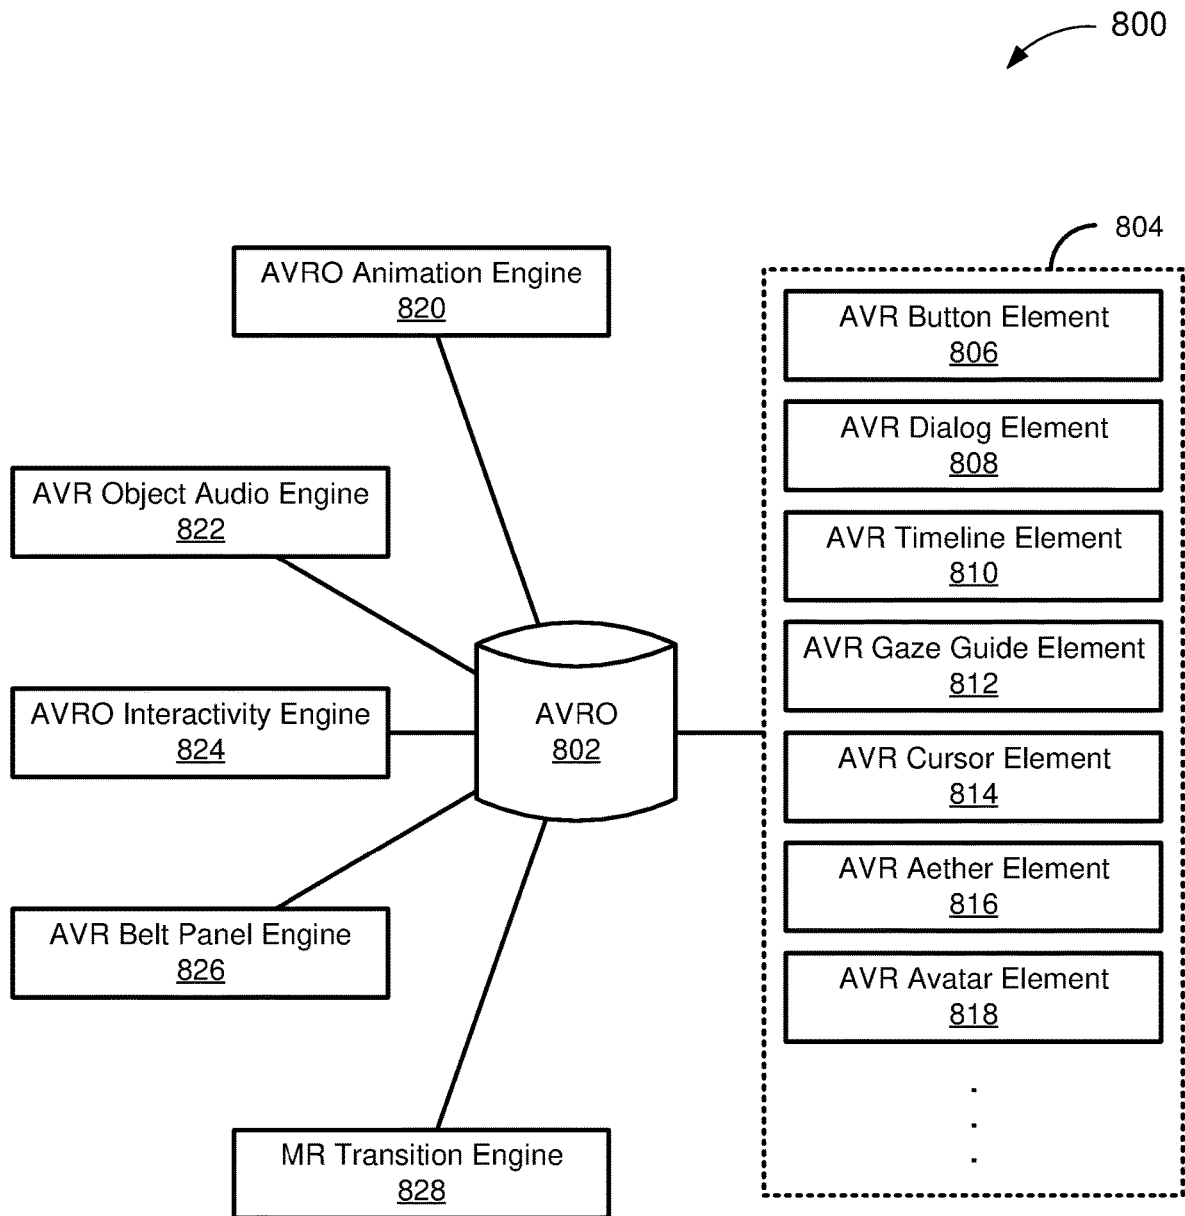 800
804
AVRO Animation Engine
820
AVR Object Audio Engine
822
AVRO Interactivity Engine
824
AVR Belt Panel Engine
826
MR Transition Engine
828
AVRO
802
AVR Button Element
806
AVR Dialog Element
808
AVR Timeline Element
810
AVR Gaze Guide Element
812
AVR Cursor Element
814
AVR Aether Element
816
AVR Avatar Element
818
.
.
.